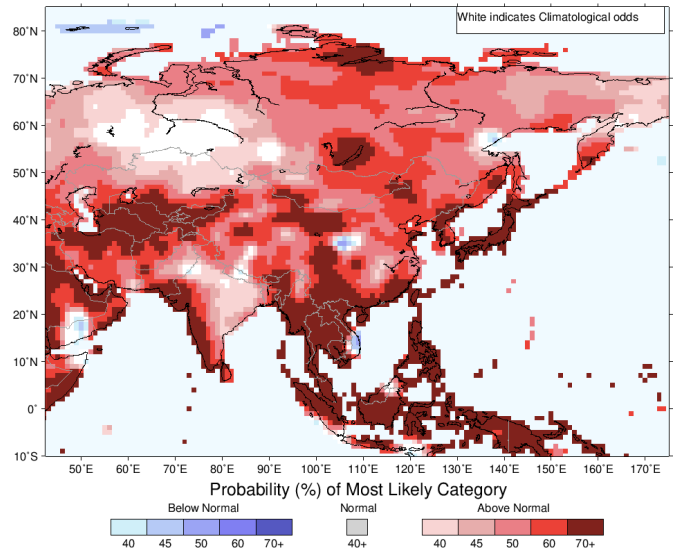 White indicates Climatological odds
70˚N
60˚N
50˚N
40˚N
30˚N
20˚N
10˚N
0˚
10˚S
50˚E 60˚E 70˚E 80˚E 90˚E 100˚E 110˚E 120˚E 130˚E 140˚E 150˚E 160˚E 170˚E
Probability (%) of Most Likely Category
Below Normal Normal Above Normal
40 45 50 60 70+ 40+ 40 45 50 60 70+